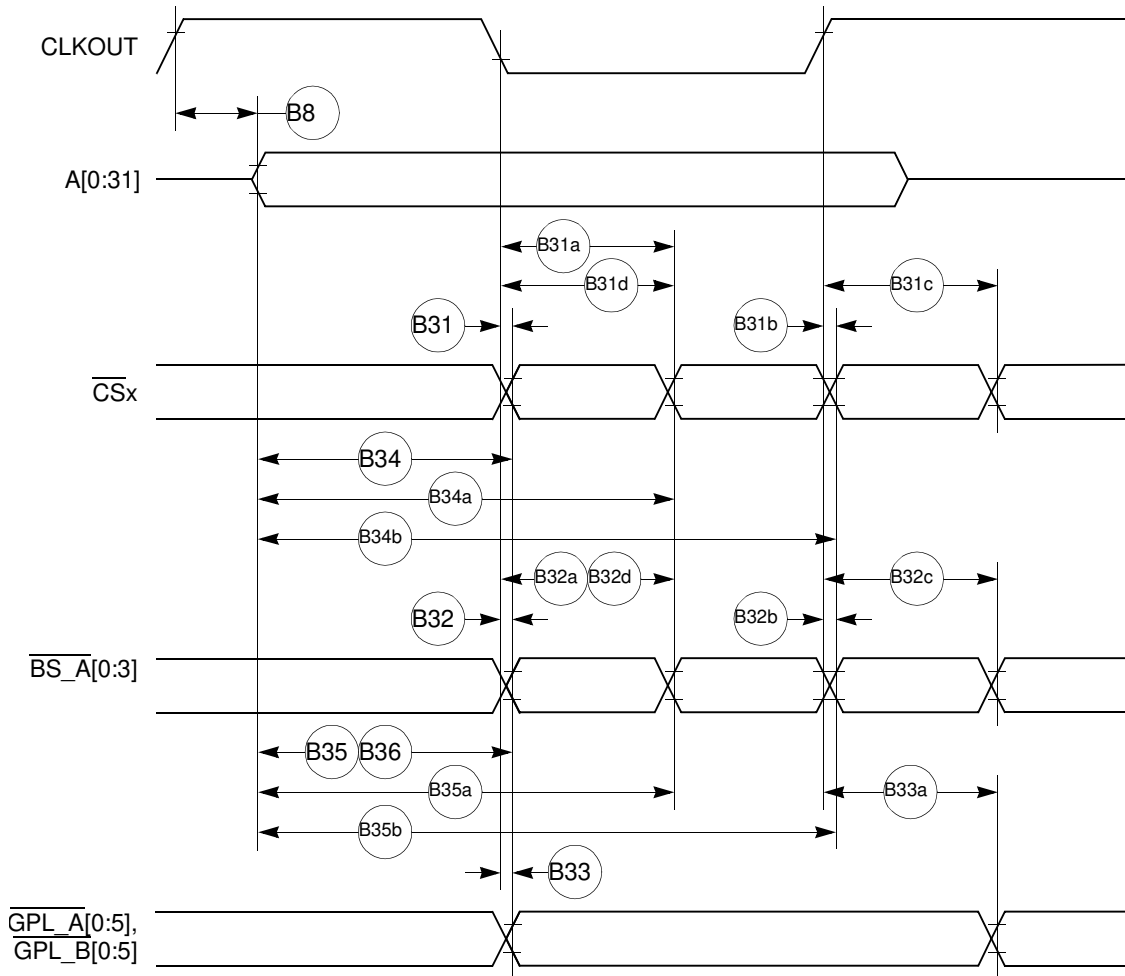 CLKOUT
B8
A[0:31]
B31a
B31d
B31c
B31
B31b
CSx
B34
B34a
B34b
B32a B32d
B32c
B32
B32b
BS_A[0:3]
B35 B36
B35a
B33a
B35b
B33
GPL_A[0:5],
GPL_B[0:5]